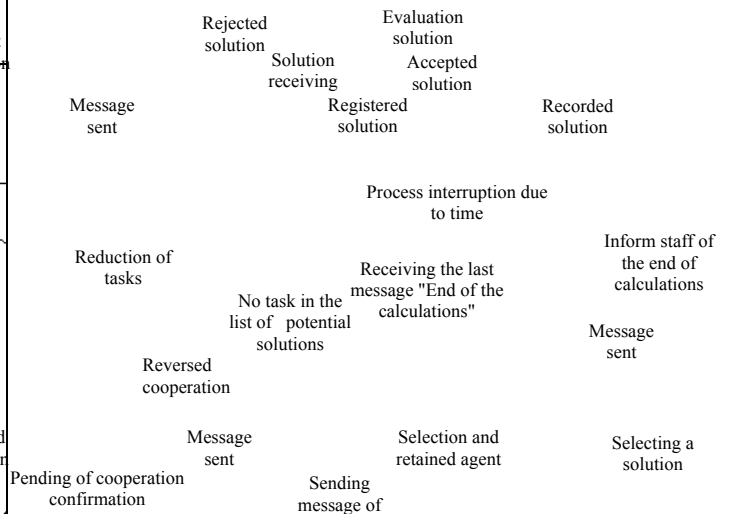 Rejected
solution
Evaluation
solution
Solution
receiving
Accepted
solution
Message
sent
Registered
solution
Recorded
solution
Process interruption due
to time
Reduction of
tasks
Inform staff of
the end of
calculations
Receiving the last
message "End of the
calculations"
No task in the
list of potential
solutions
Message
sent
Reversed
cooperation
Message
sent
Selection and
retained agent
Selecting a
solution
Pending of cooperation
confirmation
Sending
message of